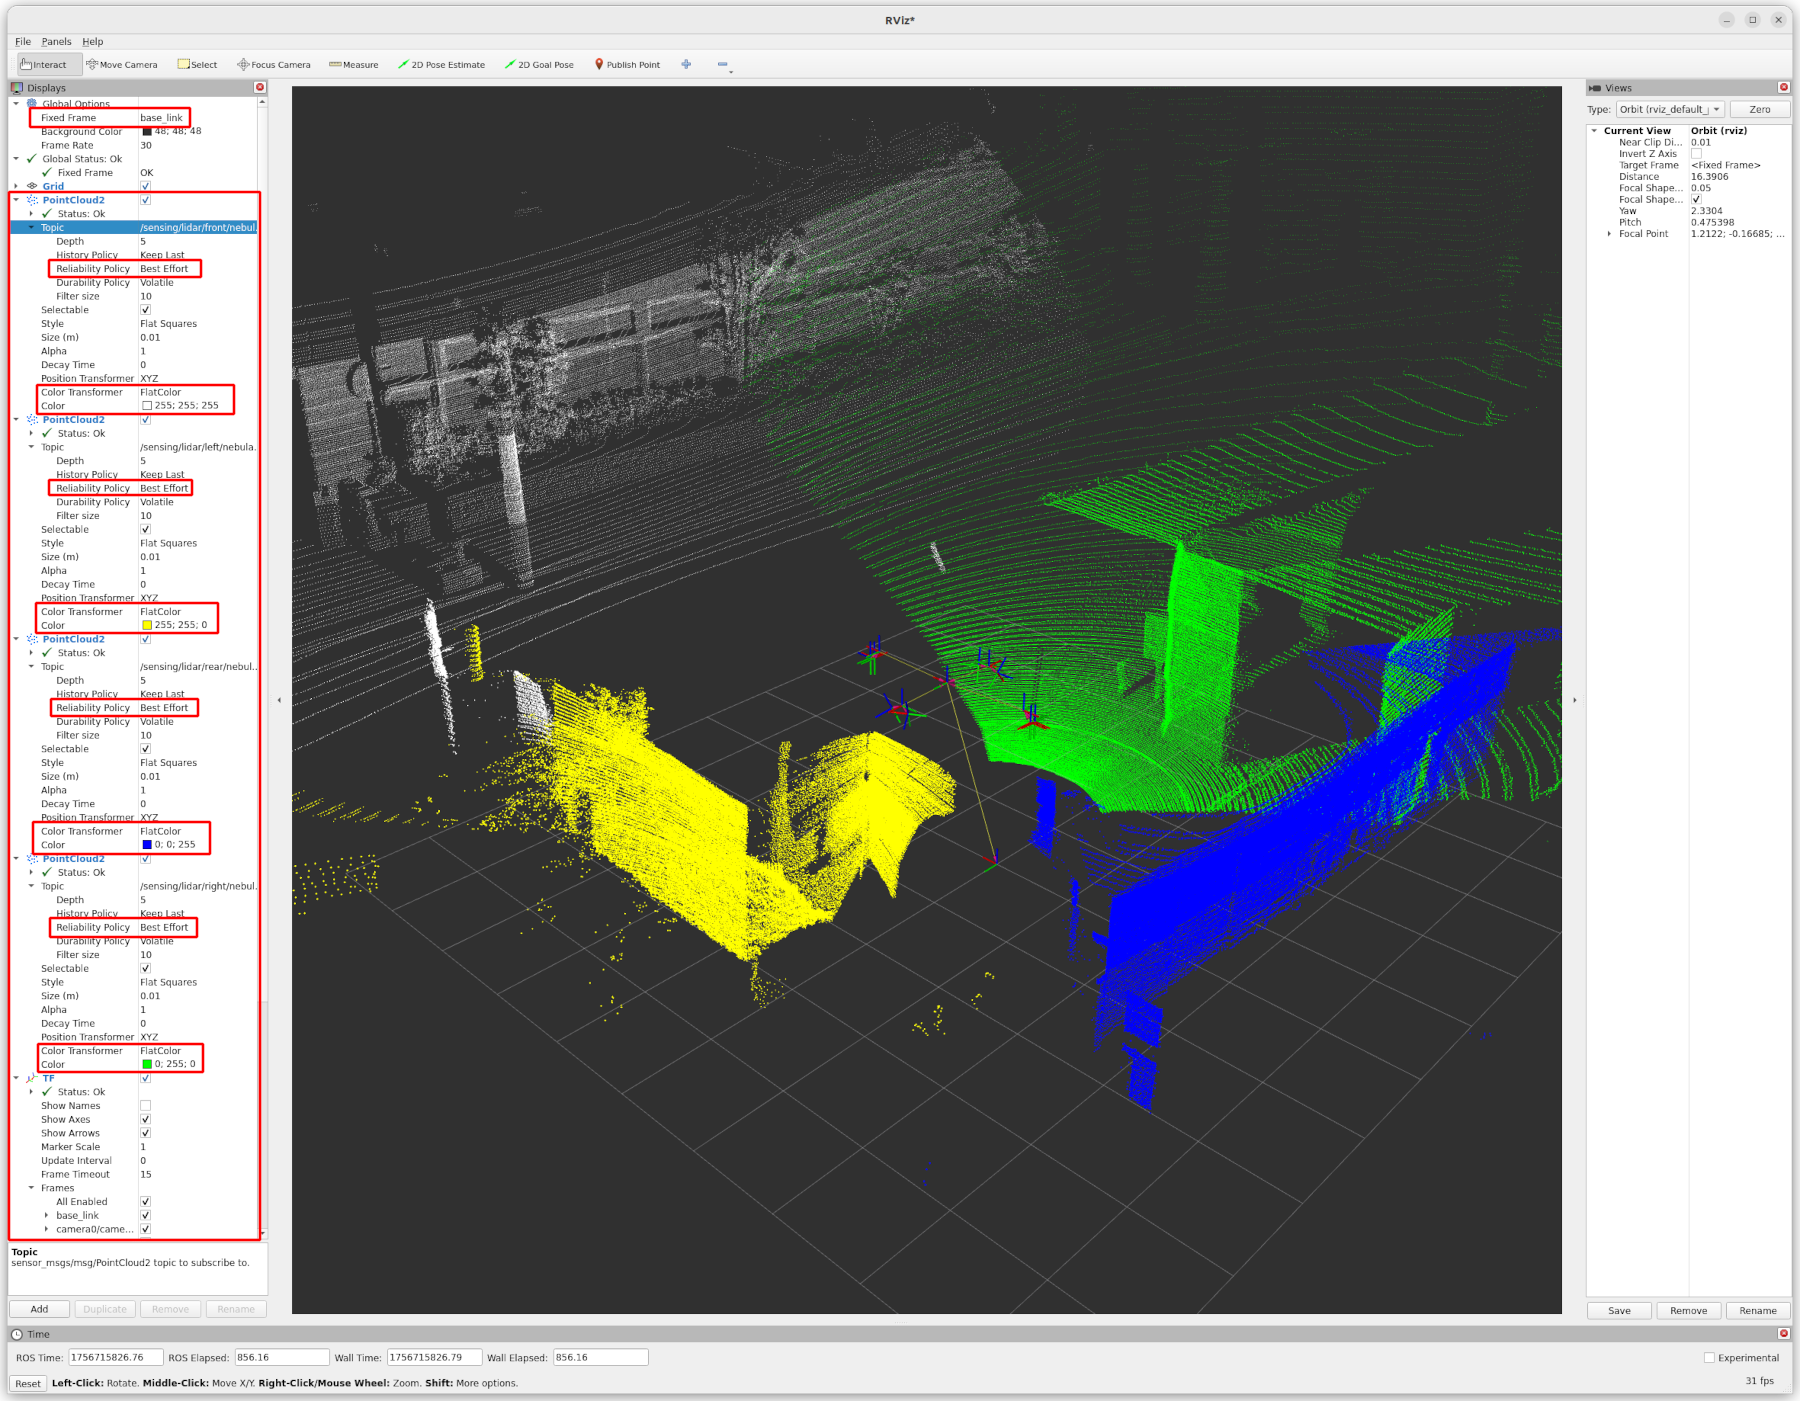 RViz*
File Panels Help
Interact Move Camera Select Focus Camera Measure 2D Pose Estimate 2D Goal Pose Publish Point
Displays
Global Options
Fixed Frame base_link
Background Color 48; 48; 48
Frame Rate 30
Global Status: Ok
Fixed Frame OK
Grid
PointCloud2
Status: Ok
Topic /sensing/lidar/front/nebul...
Depth 5
History Policy Keep Last
Reliability Policy Best Effort
Durability Policy Volatile
Filter size 10
Selectable
Style Flat Squares
Size (m) 0.01
Alpha 1
Decay Time 0
Position Transformer XYZ
Color Transformer FlatColor
Color 255; 255; 255
PointCloud2
Status: Ok
Topic /sensing/lidar/left/nebula...
Depth 5
History Policy Keep Last
Reliability Policy Best Effort
Durability Policy Volatile
Filter size 10
Selectable
Style Flat Squares
Size (m) 0.01
Alpha 1
Decay Time 0
Position Transformer XYZ
Color Transformer FlatColor
Color 255; 255; 0
PointCloud2
Status: Ok
Topic /sensing/lidar/rear/nebul...
Depth 5
History Policy Keep Last
Reliability Policy Best Effort
Durability Policy Volatile
Filter size 10
Selectable
Style Flat Squares
Size (m) 0.01
Alpha 1
Decay Time 0
Position Transformer XYZ
Color Transformer FlatColor
Color 0; 0; 255
PointCloud2
Status: Ok
Topic /sensing/lidar/right/nebul...
Depth 5
History Policy Keep Last
Reliability Policy Best Effort
Durability Policy Volatile
Filter size 10
Selectable
Style Flat Squares
Size (m) 0.01
Alpha 1
Decay Time 0
Position Transformer XYZ
Color Transformer FlatColor
Color 0; 255; 0
TF
Status: Ok
Show Names
Show Axes
Show Arrows
Marker Scale 1
Update Interval 0
Frame Timeout 15
Frames
All Enabled
base_link
camera0/came...
Topic
sensor_msgs/msg/PointCloud2 topic to subscribe to.
Add Duplicate Remove Rename
Views
Type: Orbit (rviz_default_ Zero
Current View Orbit (rviz)
Near Clip Di... 0.01
Invert Z Axis
Target Frame <Fixed Frame>
Distance 16.3906
Focal Shape... 0.05
Focal Shape...
Yaw 2.3304
Pitch 0.475398
Focal Point 1.2122; -0.16685; ...
Save Remove Rename
Time
ROS Time: 1756715826.76 ROS Elapsed: 856.16 Wall Time: 1756715826.79 Wall Elapsed: 856.16 Experimental
Reset Left-Click: Rotate. Middle-Click: Move X/Y. Right-Click/Mouse Wheel: Zoom. Shift: More options. 31 fps